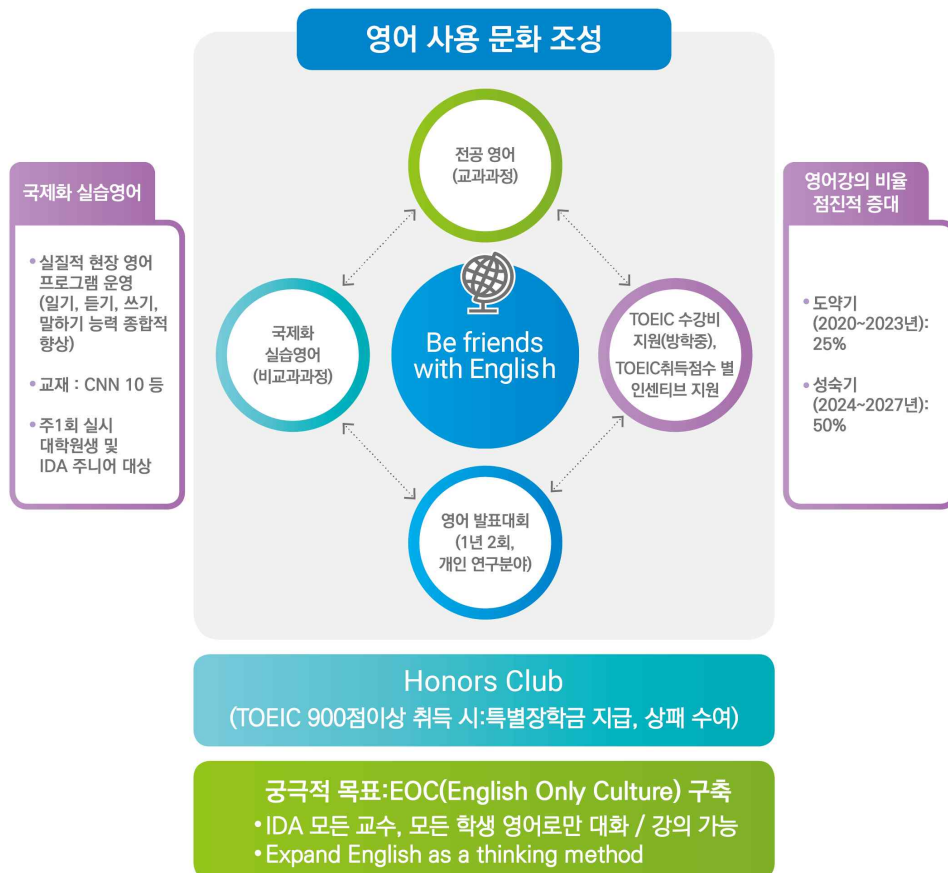 영어 사용 문화 조성
전공 영어
(교과과정)
국제화 실습영어
• 실질적 현장 영어
프로그램 운영
(일기, 듣기, 쓰기,
말하기 능력 종합적
향상)
• 교재 : CNN 10 등
• 주1회 실시
대학원생 및
IDA 주니어 대상
국제화
실습영어
(비교과과정)
Be friends
with English
TOEIC 수강비
지원(방학중),
TOEIC취득점수 별
인센티브 지원
영어강의 비율
점진적 증대
• 도약기
(2020~2023년):
25%
• 성숙기
(2024~2027년):
50%
영어 발표대회
(1년 2회,
개인 연구분야)
Honors Club
(TOEIC 900점이상 취득 시:특별장학금 지급, 상패 수여)
궁극적 목표:EOC(English Only Culture) 구축
• IDA 모든 교수, 모든 학생 영어로만 대화 / 강의 가능
• Expand English as a thinking method